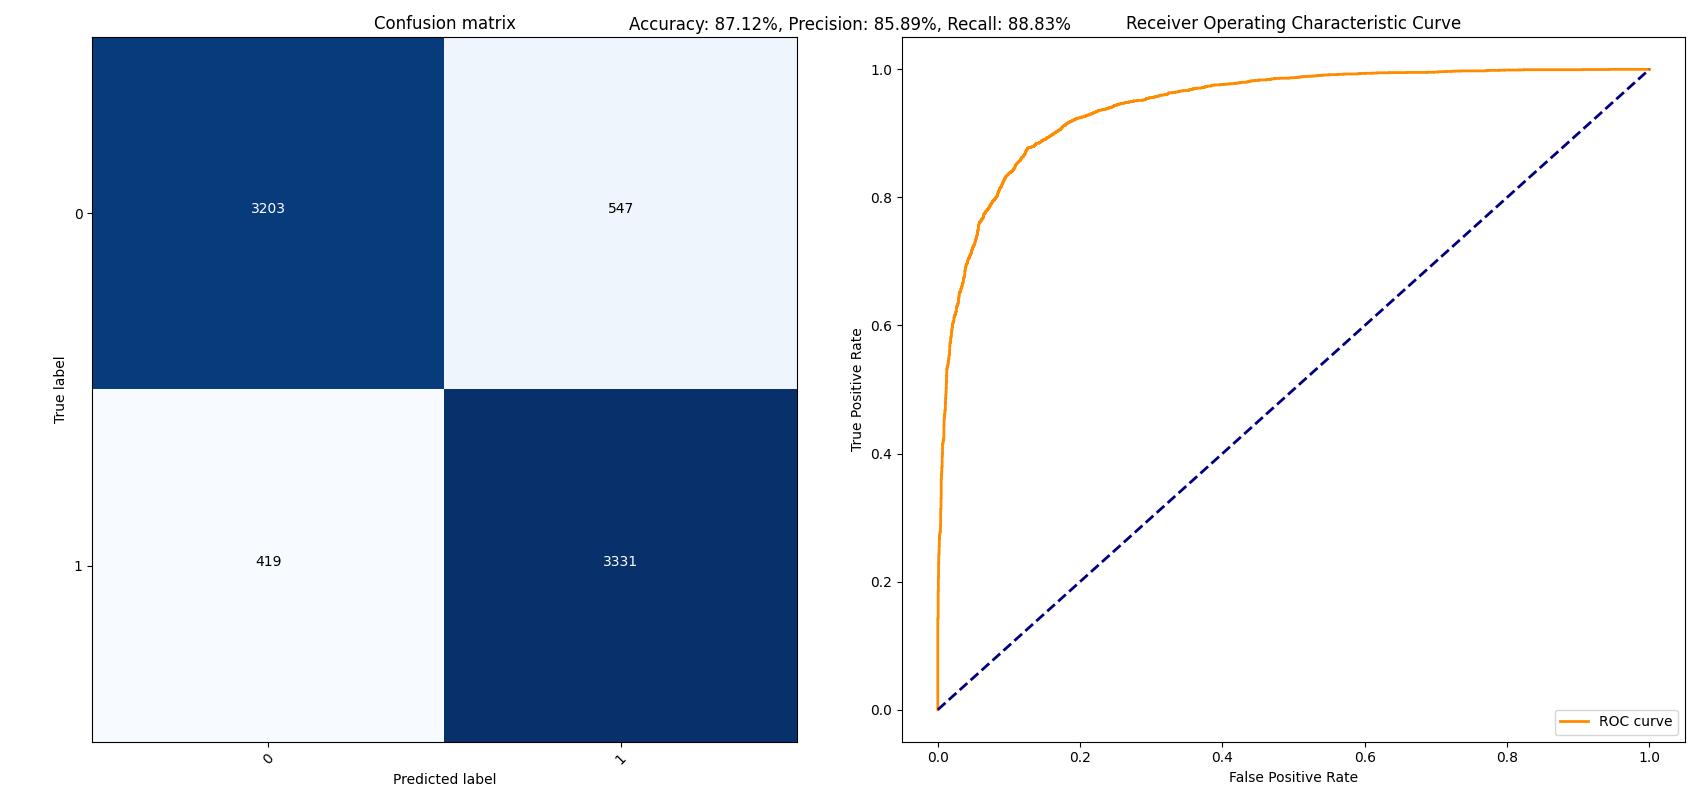 Accuracy: 87.12%, Precision: 85.89%, Recall: 88.83%
Confusion matrix
True label
0
1
3203
547
419
3331
0
1
Predicted label
Receiver Operating Characteristic Curve
True Positive Rate
1.0
0.8
0.6
0.4
0.2
0.0
ROC curve
0.0
0.2
0.4
0.6
0.8
1.0
False Positive Rate